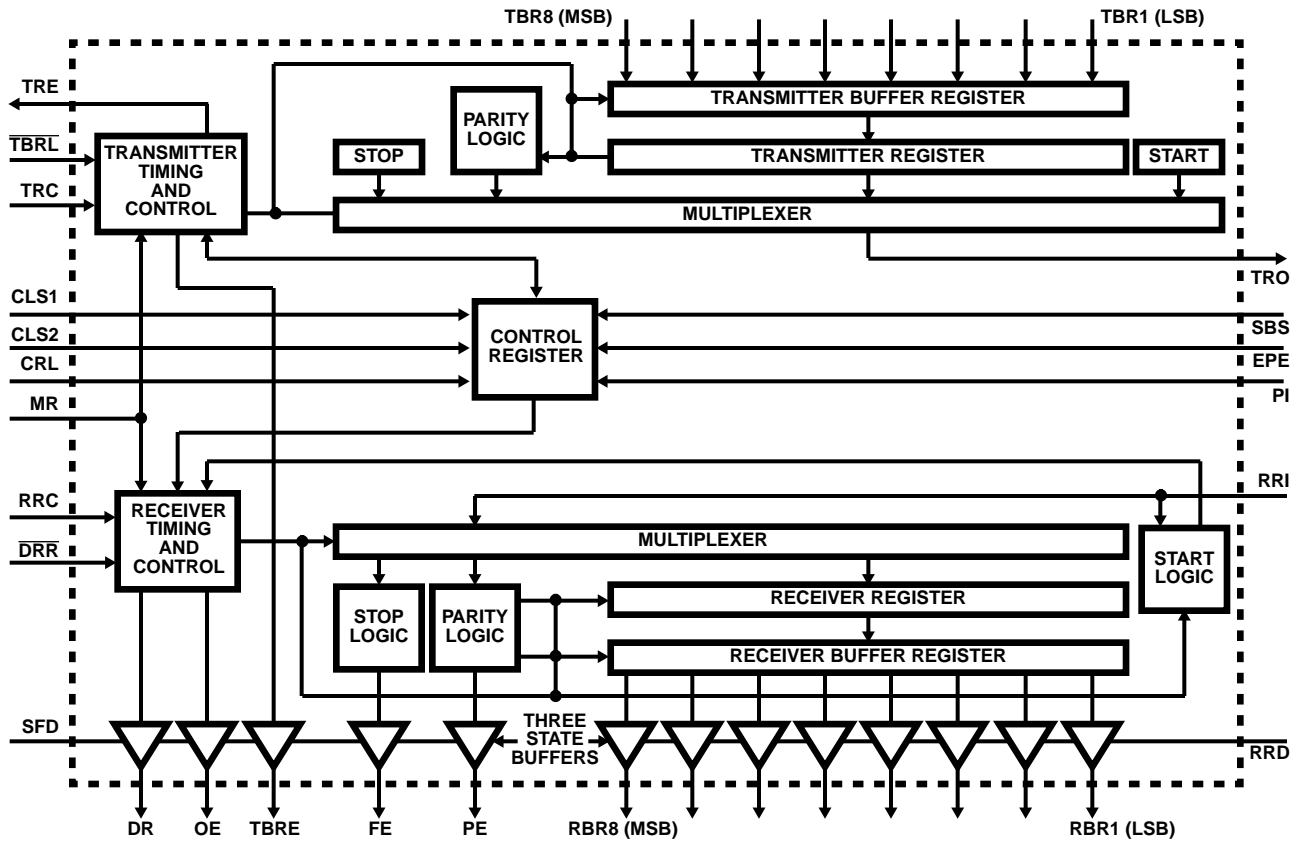 TBR8 (MSB)
TBR1 (LSB)
TRE
TBRL
TRC
TRANSMITTER
TIMING
AND
CONTROL
TRANSMITTER BUFFER REGISTER
PARITY
LOGIC
STOP
TRANSMITTER REGISTER
START
MULTIPLEXER
TRO
CLS1
CLS2
CRL
MR
CONTROL
REGISTER
SBS
EPE
PI
RRI
RRC
DRR
RECEIVER
TIMING
AND
CONTROL
MULTIPLEXER
START
LOGIC
STOP
LOGIC
PARITY
LOGIC
RECEIVER REGISTER
RECEIVER BUFFER REGISTER
SFD
THREE
STATE
BUFFERS
RRD
DR
OE
TBRE
FE
PE
RBR8 (MSB)
RBR1 (LSB)